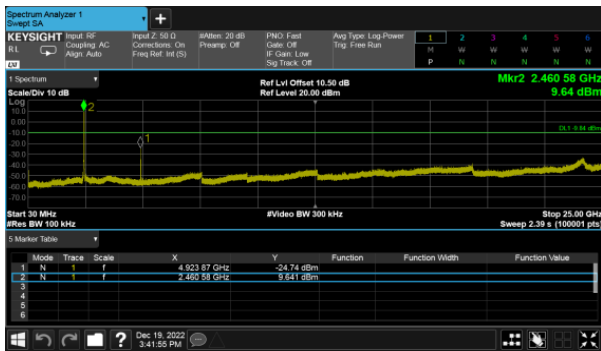 Spectrum Analyzer 1
Swept SA
+
KEYSIGHT Input: RF Input Z: 50 Ω #Atten: 20 dB PNO: Fast Avg Type: Log-Power 1 2 3 4 5 6
RL Coupling: AC Corrections: On Preamp: Off Gate: Off Trig: Free Run M W W W W W
Align: Auto Freq Ref: Int (S) IF Gain: Low P N N N N N
Sig Track: Off
1 Spectrum Ref Lvl Offset 10.50 dB Mkr2 2.460 58 GHz
Scale/Div 10 dB Ref Level 20.00 dBm 9.64 dBm
Log
10.0
0.00
-10.0
-20.0
-30.0
-40.0
-50.0
-60.0
-70.0
2
1
DL1 -9.84 dBm
Start 30 MHz #Video BW 300 kHz Stop 25.00 GHz
#Res BW 100 kHz Sweep 2.39 s (100001 pts)
5 Marker Table
Mode Trace Scale X Y Function Function Width Function Value
1 N 1 f 4.923 87 GHz -24.74 dBm
2 N 1 f 2.460 58 GHz 9.641 dBm
3
4
5
6
? Dec 19, 2022
3:41:55 PM